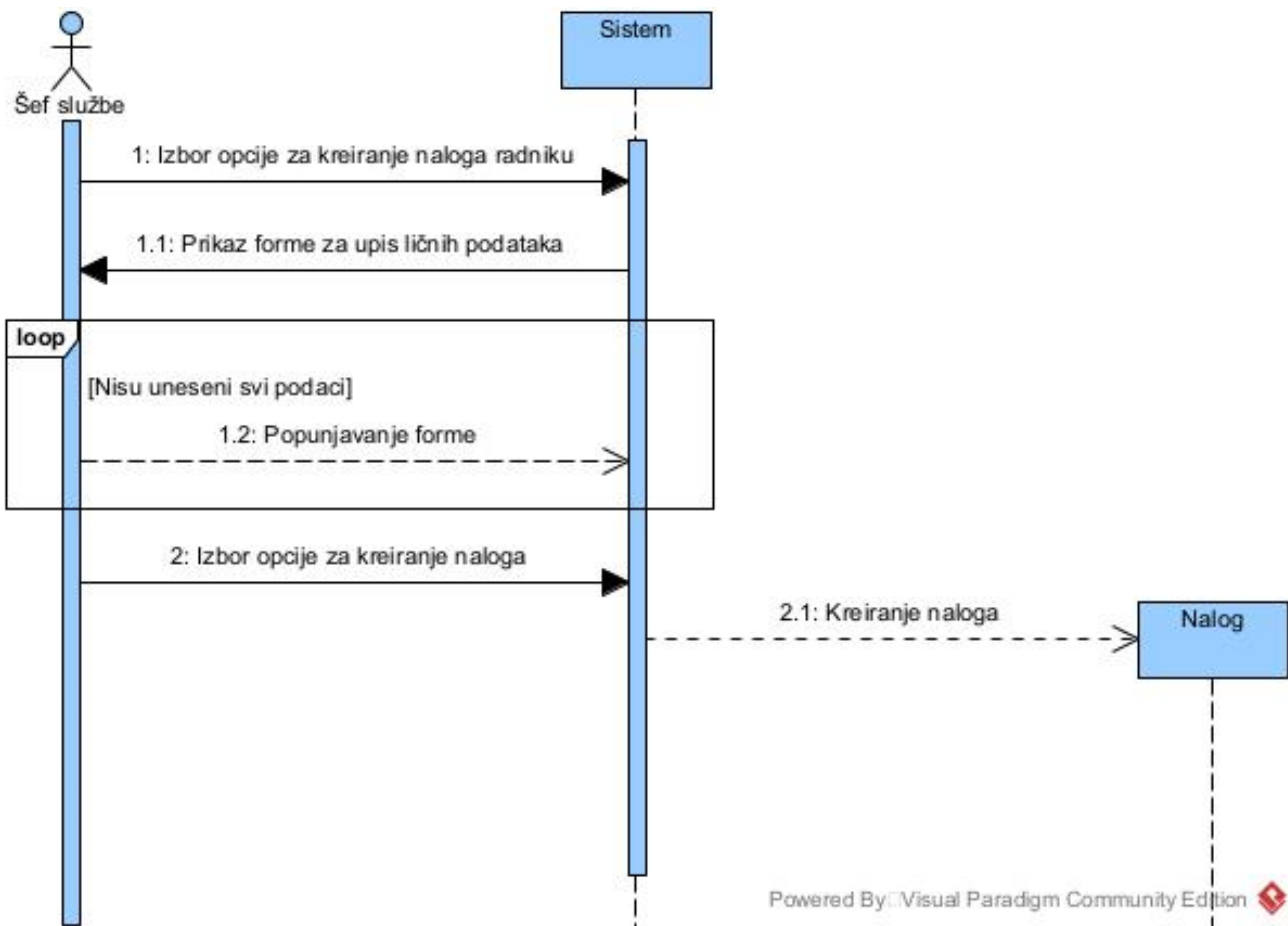 Sistem
Šef službe
1: Izbor opcije za kreiranje naloga radniku
1.1: Prikaz forme za upis ličnih podataka
loop
[Nisu uneseni svi podaci]
1.2: Popunjavanje forme
2: Izbor opcije za kreiranje naloga
2.1: Kreiranje naloga
Nalog
Powered By Visual Paradigm Community Edition